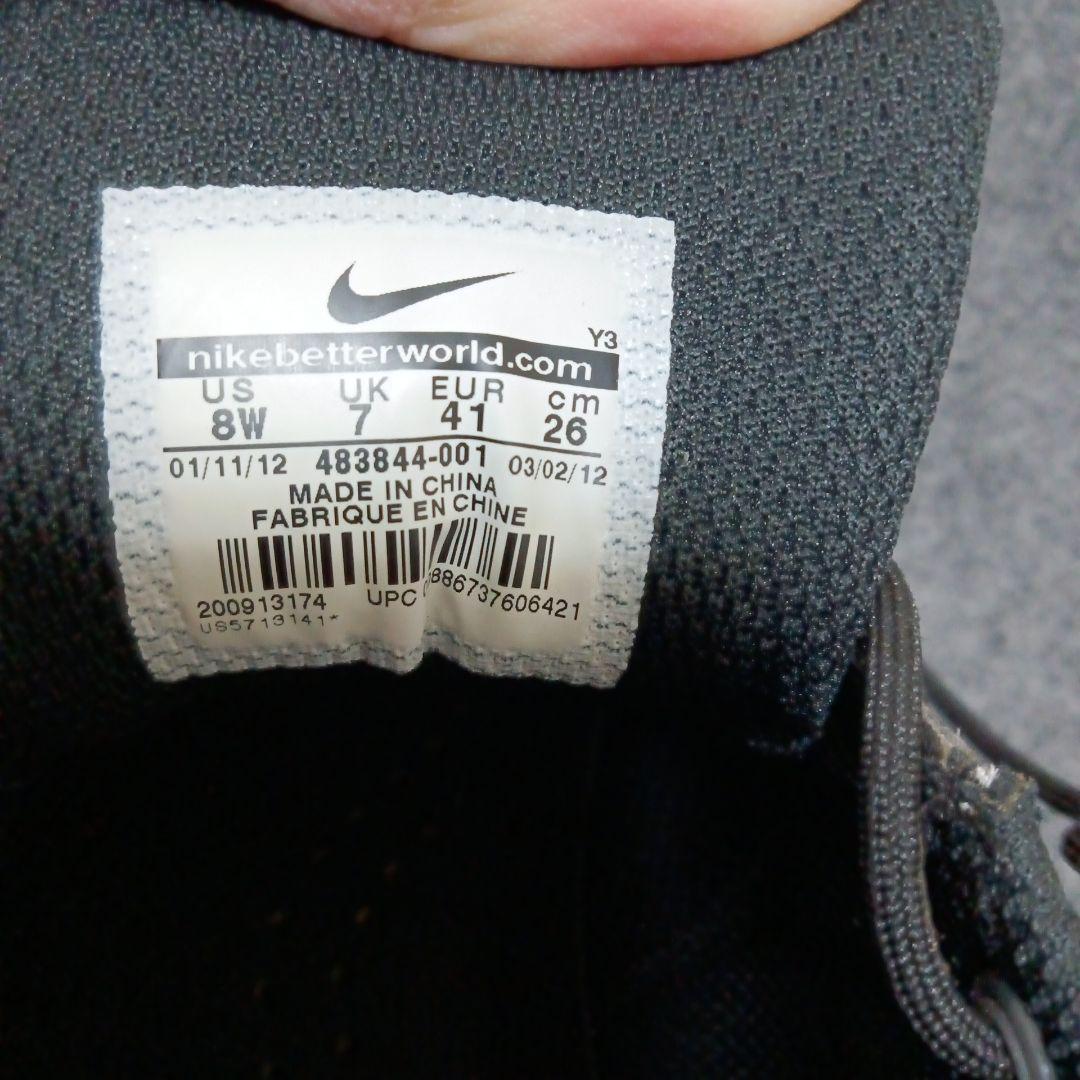 Y3
nikebetterworld.com
US UK EUR cm
8W 7 41 26
01/11/12 483844-001 03/02/12
MADE IN CHINA
FABRIQUE EN CHINE
200913174 UPC 886737606421
US5713141*